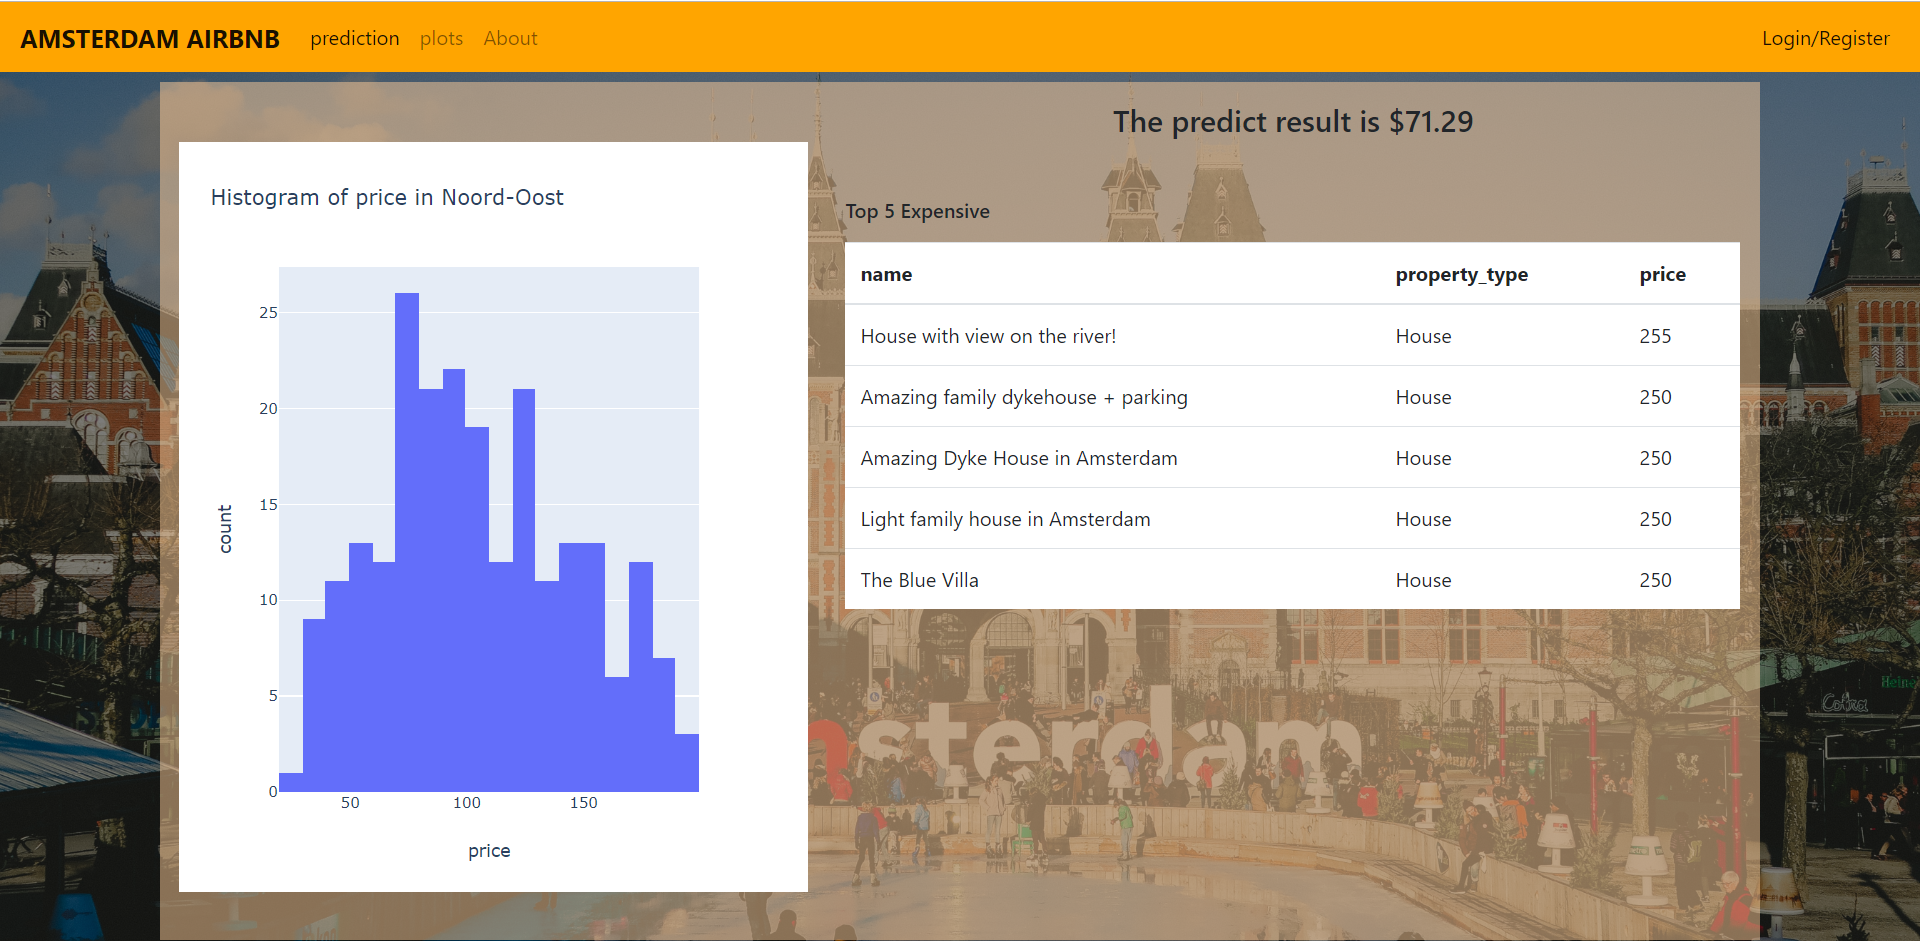 AMSTERDAM AIRBNB prediction plots About Login/Register
The predict result is $71.29
Histogram of price in Noord-Oost
25
20
15
10
5
0
count
50 100 150
price
Top 5 Expensive
name property_type price
House with view on the river! House 255
Amazing family dykehouse + parking House 250
Amazing Dyke House in Amsterdam House 250
Light family house in Amsterdam House 250
The Blue Villa House 250
msterdam
Heine
Cobra